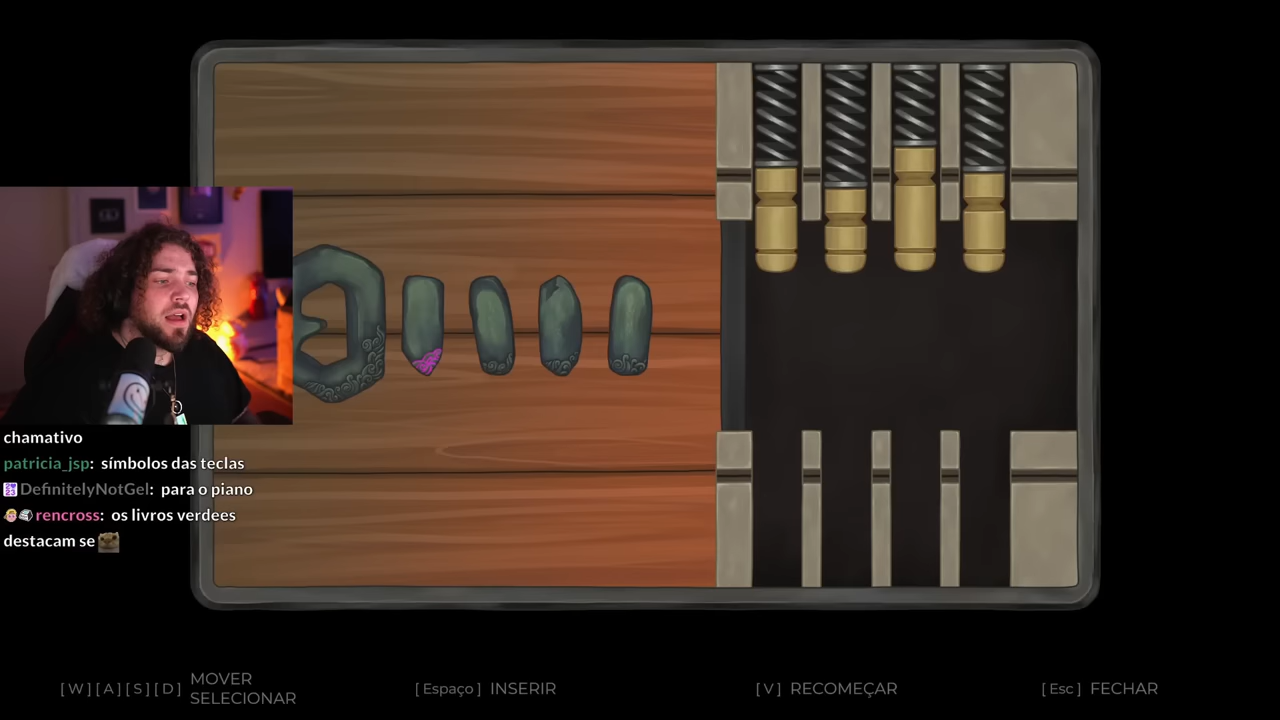 chamativo
patricia_jsp: símbolos das teclas
DefinitelyNotGel: para o piano
rencross: os livros verdees
destacam se
[ W ] [ A ] [ S ] [ D ] MOVER
SELECIONAR
[ Espaço ] INSERIR
[ V ] RECOMEÇAR
[ Esc ] FECHAR